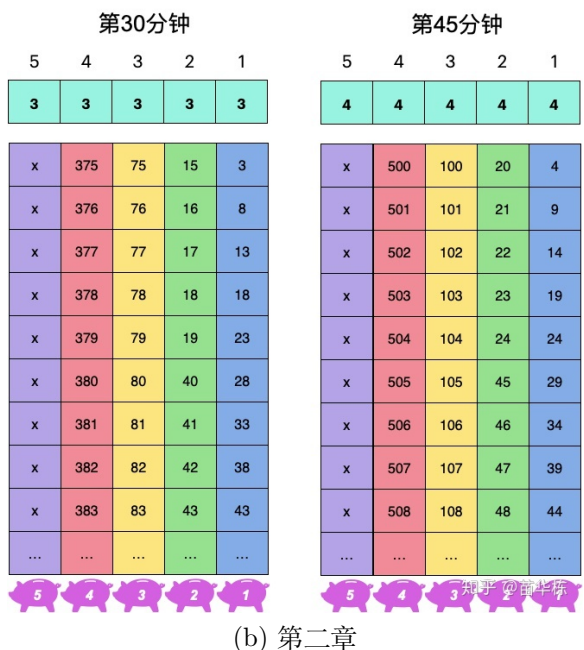 第30分钟 第45分钟
5 4 3 2 1 5 4 3 2 1
3 3 3 3 3 4 4 4 4 4
x 375 75 15 3 x 500 100 20 4
x 376 76 16 8 x 501 101 21 9
x 377 77 17 13 x 502 102 22 14
x 378 78 18 18 x 503 103 23 19
x 379 79 19 23 x 504 104 24 24
x 380 80 40 28 x 505 105 45 29
x 381 81 41 33 x 506 106 46 34
x 382 82 42 38 x 507 107 47 39
x 383 83 43 43 x 508 108 48 44
... ... ... ... ... ... ... ... ... ...
5 4 3 2 1 5 4 3 2 1
知乎 @苗华栋
(b) 第二章